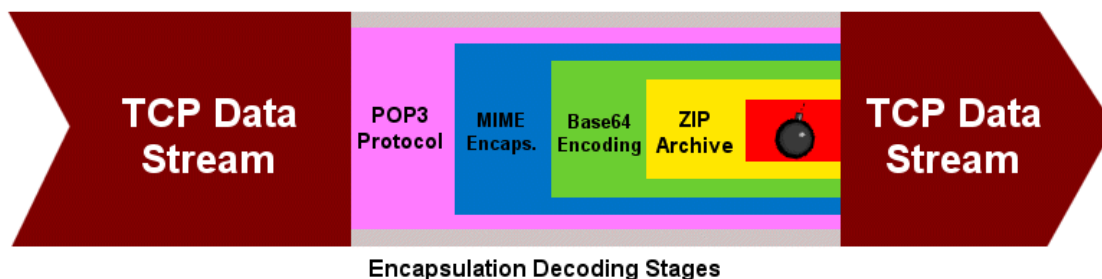 TCP Data
Stream
POP3
Protocol
MIME
Encaps.
Base64
Encoding
ZIP
Archive
TCP Data
Stream
Encapsulation Decoding Stages